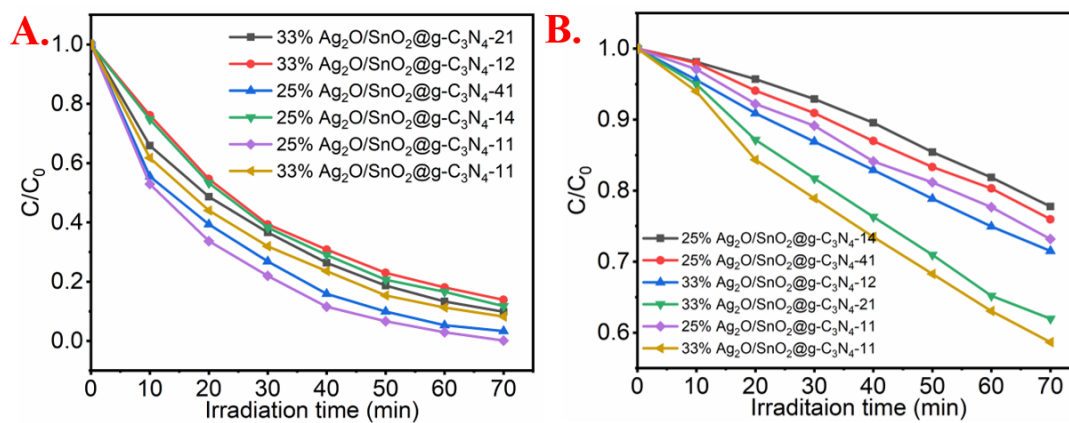 A.
33% Ag₂O/SnO₂@g-C₃N₄-21
33% Ag₂O/SnO₂@g-C₃N₄-12
25% Ag₂O/SnO₂@g-C₃N₄-41
25% Ag₂O/SnO₂@g-C₃N₄-14
25% Ag₂O/SnO₂@g-C₃N₄-11
33% Ag₂O/SnO₂@g-C₃N₄-11
1.0
0.8
0.6
0.4
0.2
0.0
C/C₀
0 10 20 30 40 50 60 70
Irradiation time (min)
B.
1.0
0.9
0.8
0.7
0.6
C/C₀
25% Ag₂O/SnO₂@g-C₃N₄-14
25% Ag₂O/SnO₂@g-C₃N₄-41
33% Ag₂O/SnO₂@g-C₃N₄-12
33% Ag₂O/SnO₂@g-C₃N₄-21
25% Ag₂O/SnO₂@g-C₃N₄-11
33% Ag₂O/SnO₂@g-C₃N₄-11
0 10 20 30 40 50 60 70
Irraditaion time (min)